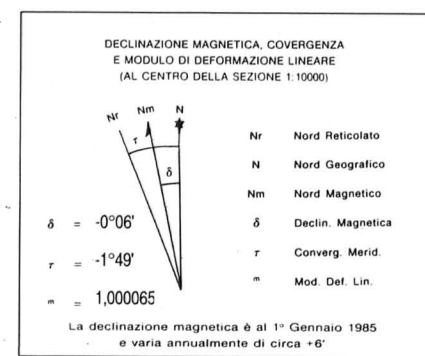 DECLINAZIONE MAGNETICA, COVERGENZA
E MODULO DI DEFORMAZIONE LINEARE
(AL CENTRO DELLA SEZIONE 1:10000)
Nr Nm N
τ
δ
Nr Nord Reticolato
N Nord Geografico
Nm Nord Magnetico
δ Declin. Magnetica
τ Converg. Merid.
m Mod. Def. Lin.
δ = -0°06'
τ = -1°49'
m = 1,000065
La declinazione magnetica è al 1° Gennaio 1985
e varia annualmente di circa +6'